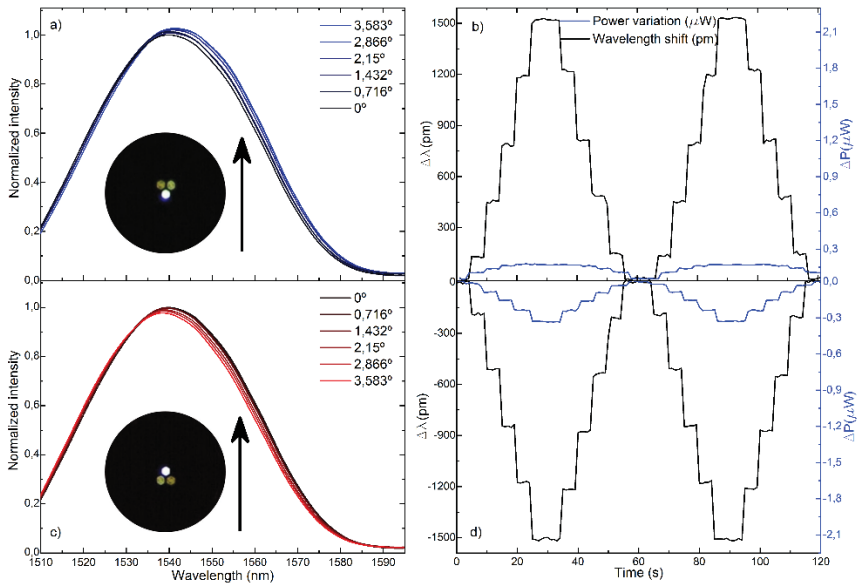 a)
3,583º
2,866º
2,15º
1,432º
0,716º
0º
Normalized intensity
1,0
0,8
0,6
0,4
0,2
0,0
b)
Power variation (μW)
Wavelength shift (pm)
Δλ(pm)
1500
1200
900
600
300
ΔP(μW)
2,1
1,8
1,5
1,2
0,9
0,6
0,3
0,0
c)
0º
0,716º
1,432º
2,15º
2,866º
3,583º
Normalized intensity
1,0
0,8
0,6
0,4
0,2
0,0
1510 1520 1530 1540 1550 1560 1570 1580 1590
Wavelength (nm)
d)
Δλ(pm)
0
-300
-600
-900
-1200
-1500
ΔP(μW)
-0,3
-0,6
-0,9
-1,2
-1,5
-1,8
-2,1
0 20 40 60 80 100 120
Time (s)